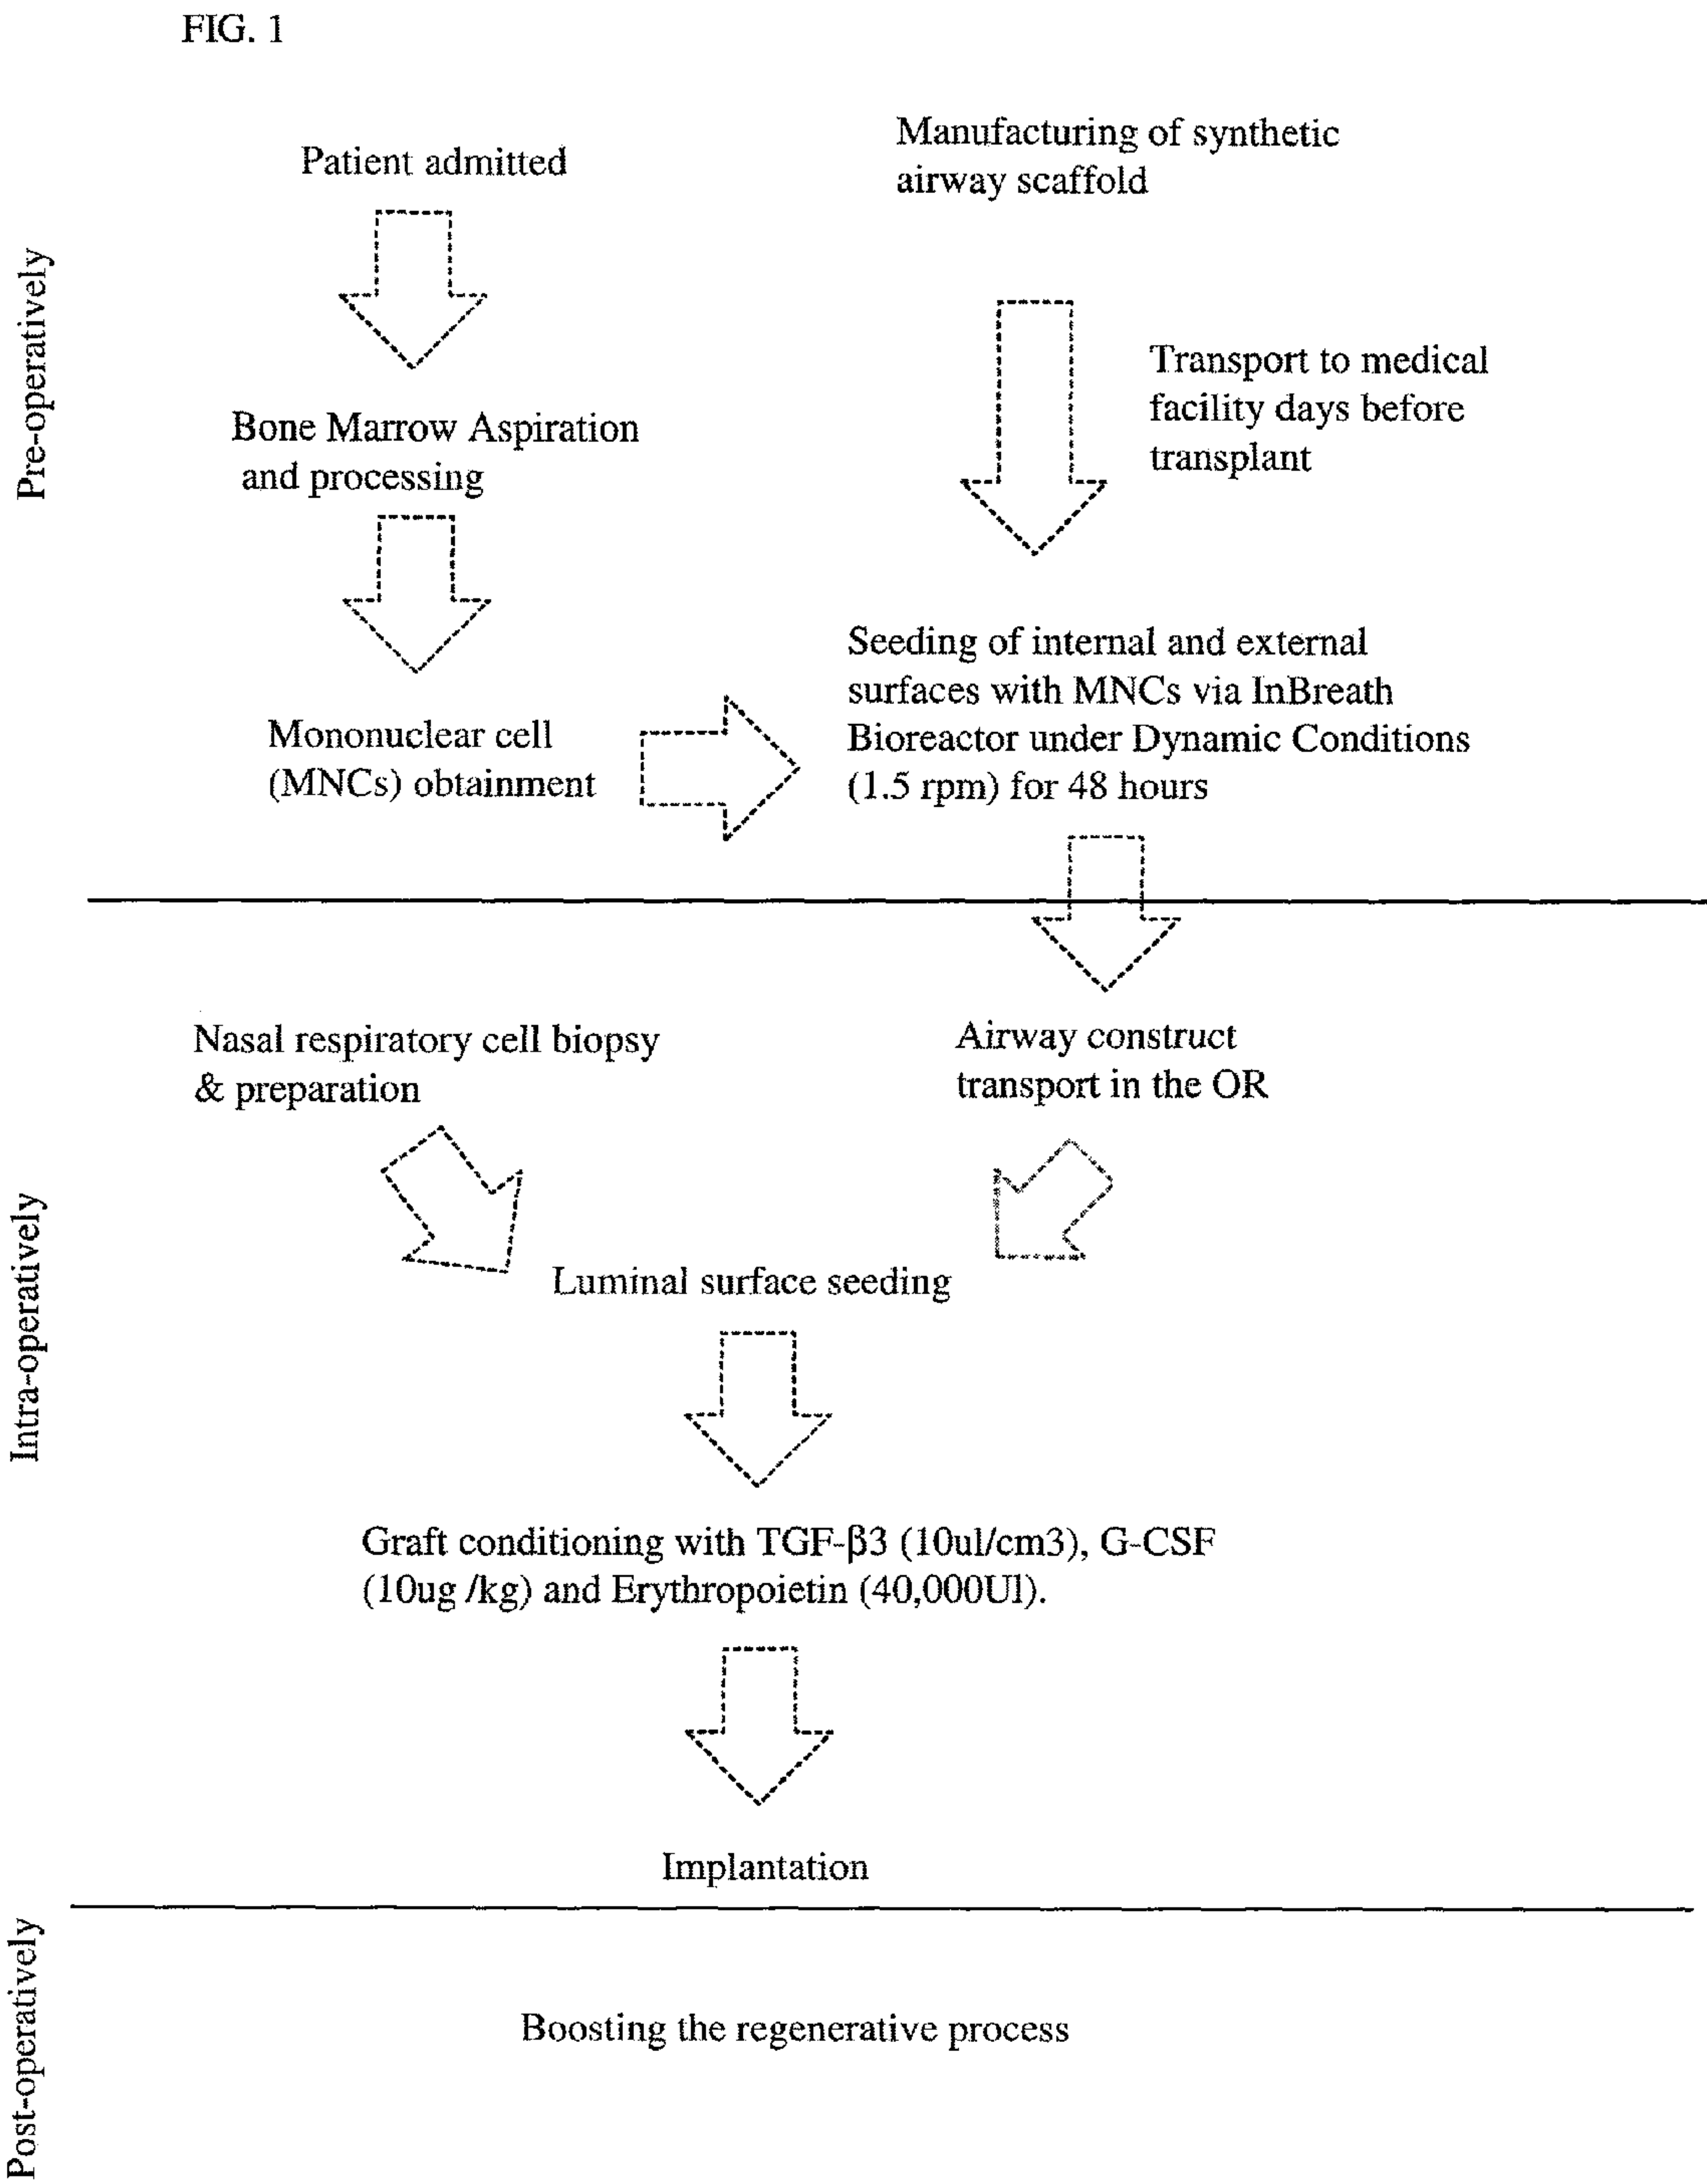 FIG. 1
Pre-operatively
Patient admitted
Manufacturing of synthetic
airway scaffold
Transport to medical
facility days before
transplant
Bone Marrow Aspiration
and processing
Mononuclear cell
(MNCs) obtainment
Seeding of internal and external
surfaces with MNCs via InBreath
Bioreactor under Dynamic Conditions
(1.5 rpm) for 48 hours
Intra-operatively
Nasal respiratory cell biopsy
& preparation
Airway construct
transport in the OR
Luminal surface seeding
Graft conditioning with TGF-β3 (10ul/cm3), G-CSF
(10ug /kg) and Erythropoietin (40,000Ul).
Implantation
Post-operatively
Boosting the regenerative process